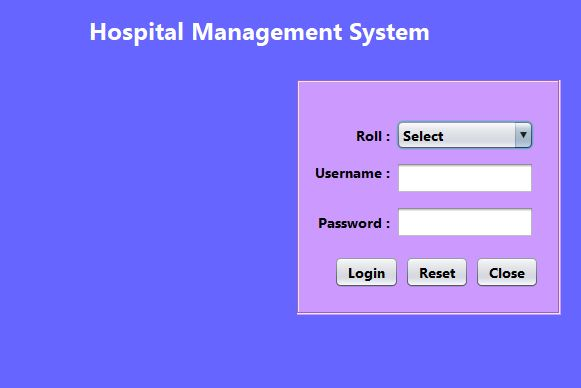 Hospital Management System
Roll : Select
Username :
Password :
Login Reset Close